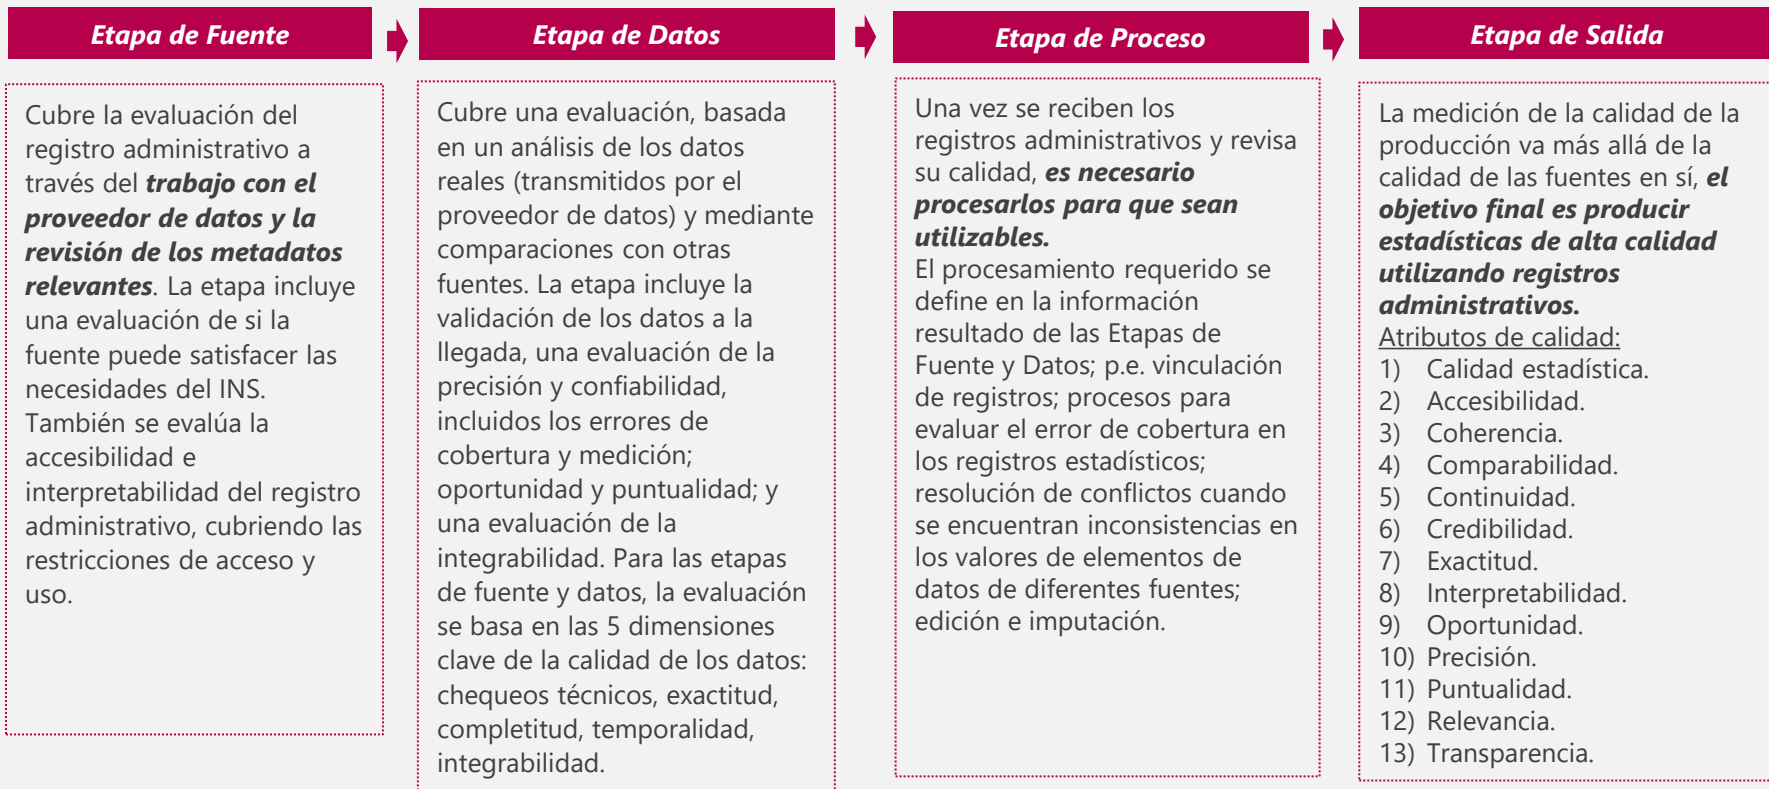 Etapa de Fuente
Cubre la evaluación del
registro administrativo a
través del trabajo con el
proveedor de datos y la
revisión de los metadatos
relevantes. La etapa incluye
una evaluación de si la
fuente puede satisfacer las
necesidades del INS.
También se evalúa la
accesibilidad e
interpretabilidad del registro
administrativo, cubriendo las
restricciones de acceso y
uso.
Etapa de Datos
Cubre una evaluación, basada
en un análisis de los datos
reales (transmitidos por el
proveedor de datos) y mediante
comparaciones con otras
fuentes. La etapa incluye la
validación de los datos a la
llegada, una evaluación de la
precisión y confiabilidad,
incluidos los errores de
cobertura y medición;
oportunidad y puntualidad; y
una evaluación de la
integrabilidad. Para las etapas
de fuente y datos, la evaluación
se basa en las 5 dimensiones
clave de la calidad de los datos:
chequeos técnicos, exactitud,
completitud, temporalidad,
integrabilidad.
Etapa de Proceso
Una vez se reciben los
registros administrativos y revisa
su calidad, es necesario
procesarlos para que sean
utilizables.
El procesamiento requerido se
define en la información
resultado de las Etapas de
Fuente y Datos; p.e. vinculación
de registros; procesos para
evaluar el error de cobertura en
los registros estadísticos;
resolución de conflictos cuando
se encuentran inconsistencias en
los valores de elementos de
datos de diferentes fuentes;
edición e imputación.
Etapa de Salida
La medición de la calidad de la
producción va más allá de la
calidad de las fuentes en sí, el
objetivo final es producir
estadísticas de alta calidad
utilizando registros
administrativos.
Atributos de calidad:
1) Calidad estadística.
2) Accesibilidad.
3) Coherencia.
4) Comparabilidad.
5) Continuidad.
6) Credibilidad.
7) Exactitud.
8) Interpretabilidad.
9) Oportunidad.
10) Precisión.
11) Puntualidad.
12) Relevancia.
13) Transparencia.